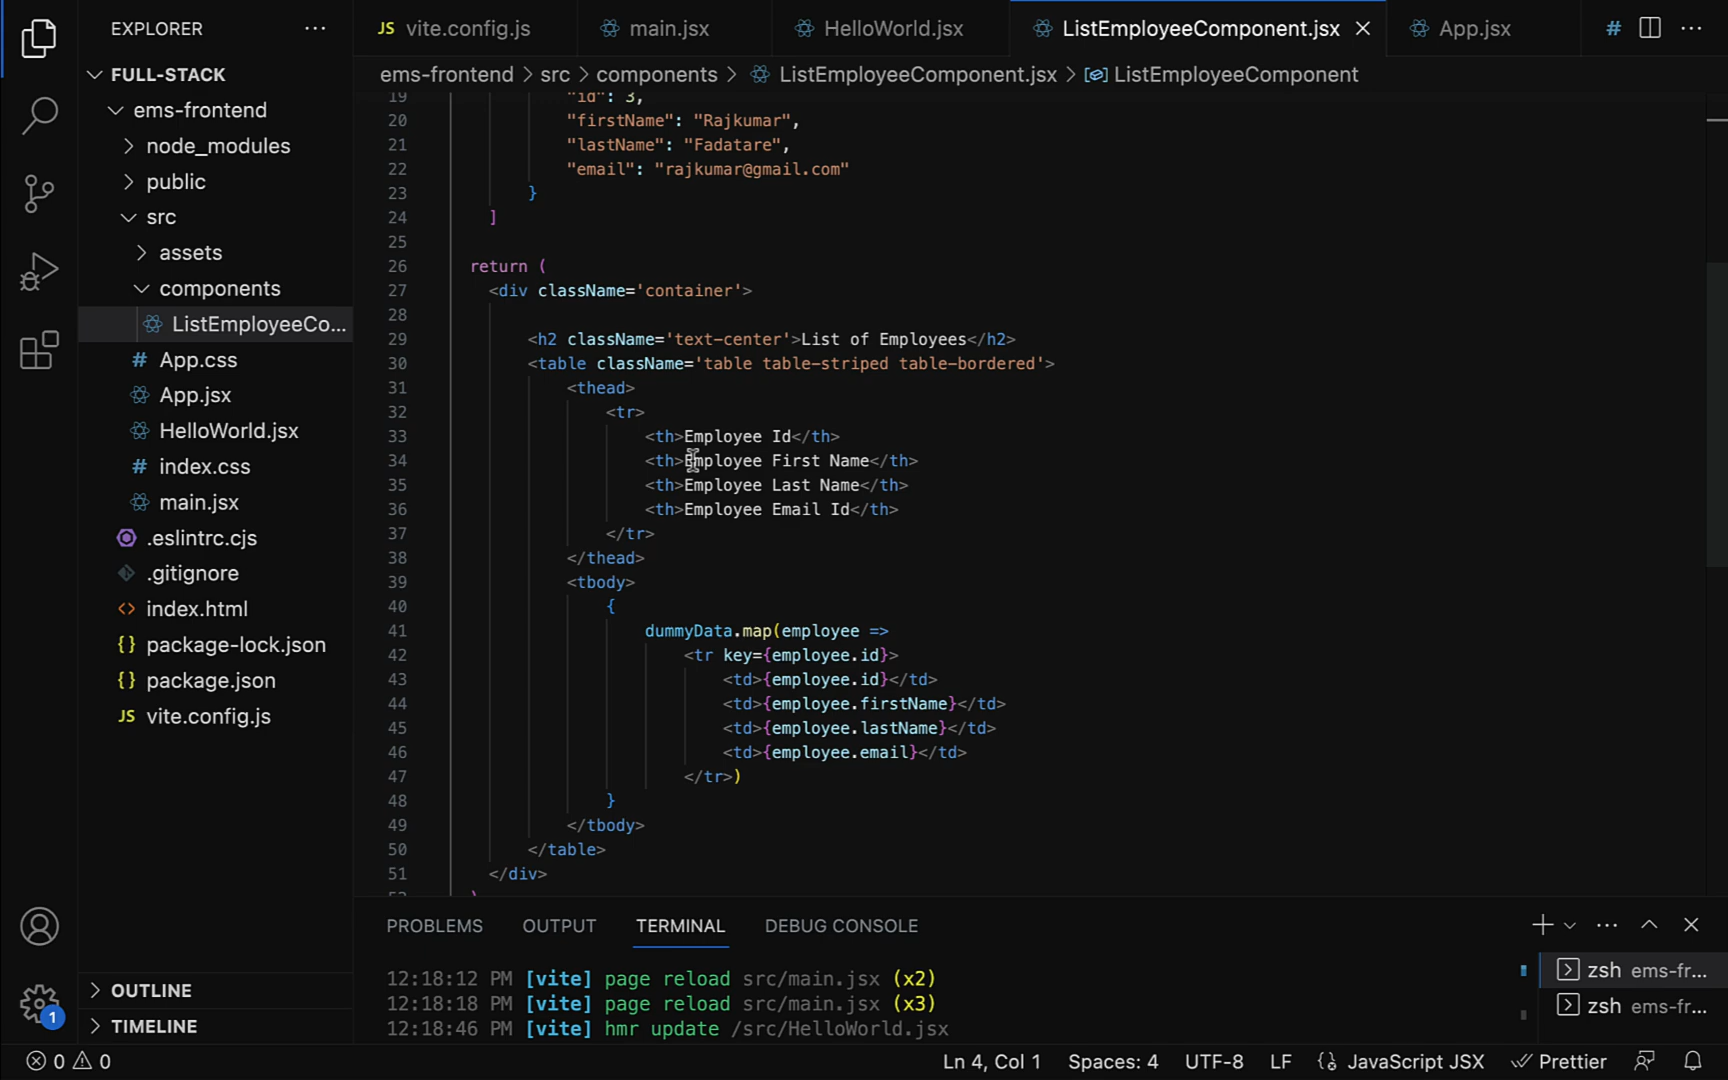 EXPLORER ···
FULL-STACK
ems-frontend
node_modules
public
src
assets
components
ListEmployeeCo...
App.css
App.jsx
HelloWorld.jsx
index.css
main.jsx
.eslintrc.cjs
.gitignore
index.html
package-lock.json
package.json
vite.config.js
OUTLINE
TIMELINE
1
JS vite.config.js main.jsx HelloWorld.jsx ListEmployeeComponent.jsx App.jsx
ems-frontend > src > components > ListEmployeeComponent.jsx > ListEmployeeComponent
19 "id": 3,
20 "firstName": "Rajkumar",
21 "lastName": "Fadatare",
22 "email": "rajkumar@gmail.com"
23 }
24 ]
25
26 return (
27 <div className='container'>
28
29 <h2 className='text-center'>List of Employees</h2>
30 <table className='table table-striped table-bordered'>
31 <thead>
32 <tr>
33 <th>Employee Id</th>
34 <th>Employee First Name</th>
35 <th>Employee Last Name</th>
36 <th>Employee Email Id</th>
37 </tr>
38 </thead>
39 <tbody>
40 {
41 dummyData.map(employee =>
42 <tr key={employee.id}>
43 <td>{employee.id}</td>
44 <td>{employee.firstName}</td>
45 <td>{employee.lastName}</td>
46 <td>{employee.email}</td>
47 </tr>)
48 }
49 </tbody>
50 </table>
51 </div>
PROBLEMS OUTPUT TERMINAL DEBUG CONSOLE
12:18:12 PM [vite] page reload src/main.jsx (x2)
12:18:18 PM [vite] page reload src/main.jsx (x3)
12:18:46 PM [vite] hmr update /src/HelloWorld.jsx
zsh ems-fr...
zsh ems-fr...
0 0 Ln 4, Col 1 Spaces: 4 UTF-8 LF {} JavaScript JSX Prettier